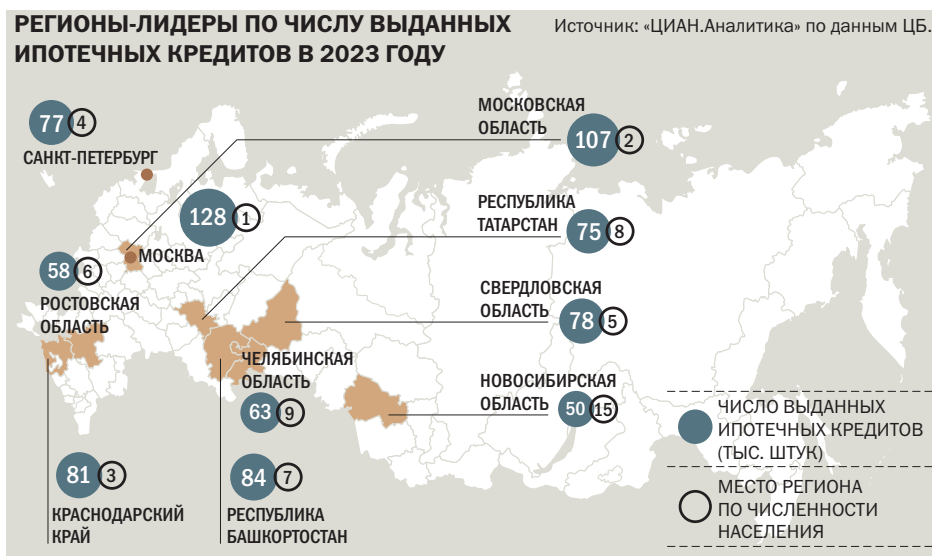 РЕГИОНЫ-ЛИДЕРЫ ПО ЧИСЛУ ВЫДАННЫХ
ИПОТЕЧНЫХ КРЕДИТОВ В 2023 ГОДУ
Источник: «ЦИАН.Аналитика» по данным ЦБ.
77 4
САНКТ-ПЕТЕРБУРГ
МОСКОВСКАЯ
ОБЛАСТЬ
107 2
128 1
МОСКВА
РЕСПУБЛИКА
ТАТАРСТАН
75 8
58 6
РОСТОВСКАЯ
ОБЛАСТЬ
СВЕРДЛОВСКАЯ
ОБЛАСТЬ
78 5
ЧЕЛЯБИНСКАЯ
ОБЛАСТЬ
63 9
НОВОСИБИРСКАЯ
ОБЛАСТЬ
50 15
81 3
КРАСНОДАРСКИЙ
КРАЙ
84 7
РЕСПУБЛИКА
БАШКОРТОСТАН
ЧИСЛО ВЫДАННЫХ
ИПОТЕЧНЫХ КРЕДИТОВ
(ТЫС. ШТУК)
МЕСТО РЕГИОНА
ПО ЧИСЛЕННОСТИ
НАСЕЛЕНИЯ